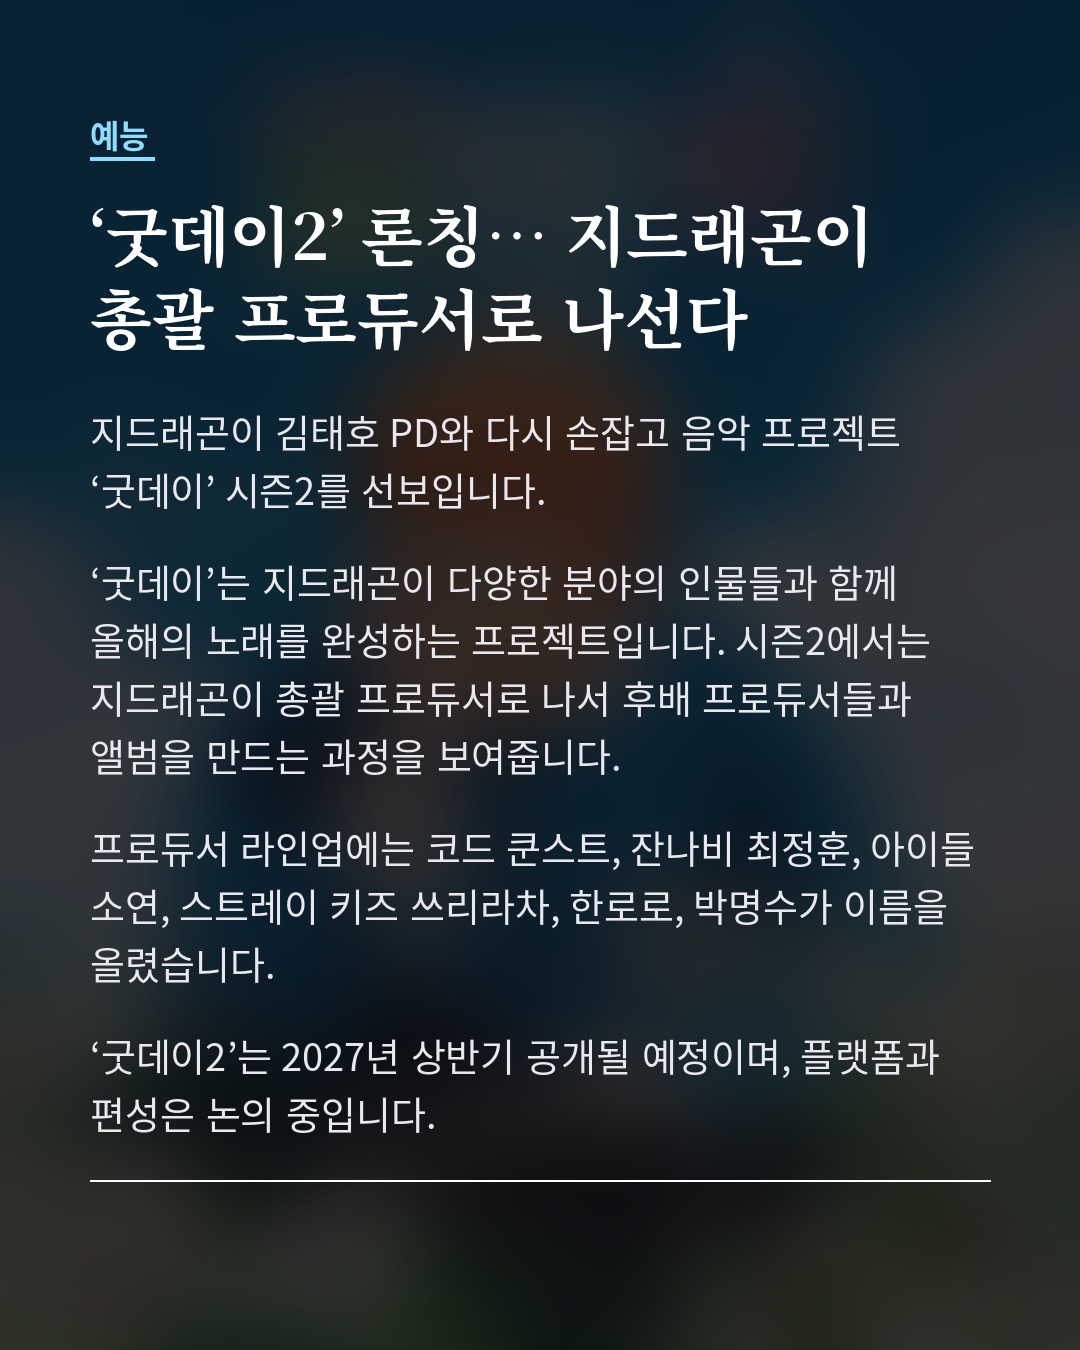 예능
‘굿데이2’ 론칭… 지드래곤이
총괄 프로듀서로 나선다
지드래곤이 김태호 PD와 다시 손잡고 음악 프로젝트
‘굿데이’ 시즌2를 선보입니다.
‘굿데이’는 지드래곤이 다양한 분야의 인물들과 함께
올해의 노래를 완성하는 프로젝트입니다. 시즌2에서는
지드래곤이 총괄 프로듀서로 나서 후배 프로듀서들과
앨범을 만드는 과정을 보여줍니다.
프로듀서 라인업에는 코드 쿤스트, 잔나비 최정훈, 아이들
소연, 스트레이 키즈 쓰리라차, 한로로, 박명수가 이름을
올렸습니다.
‘굿데이2’는 2027년 상반기 공개될 예정이며, 플랫폼과
편성은 논의 중입니다.